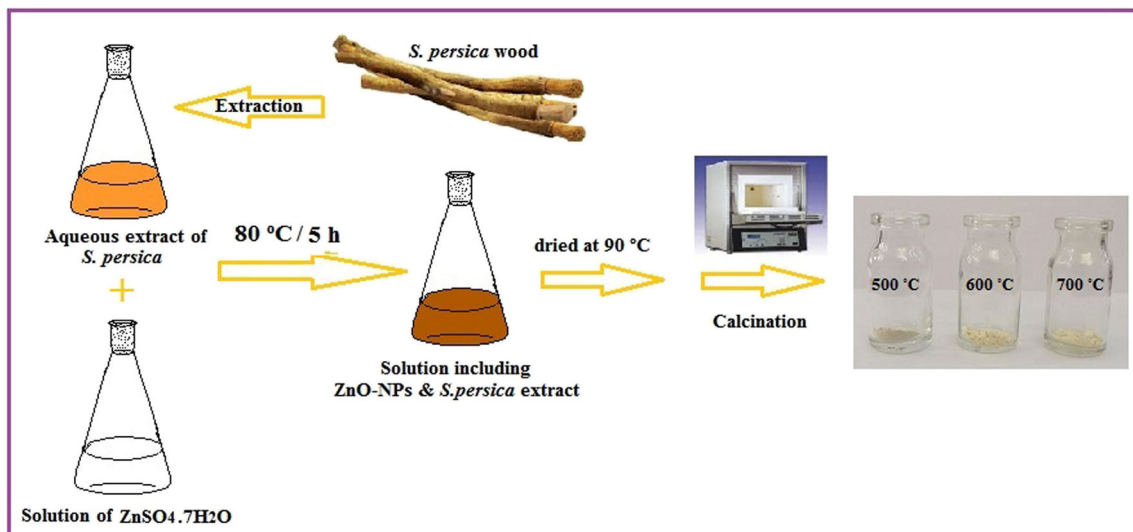 S. persica wood
Extraction
Aqueous extract of
S. persica
+
Solution of ZnSO4.7H2O
80 °C / 5 h
Solution including
ZnO-NPs & S.persica extract
dried at 90 °C
Calcination
500 °C
600 °C
700 °C